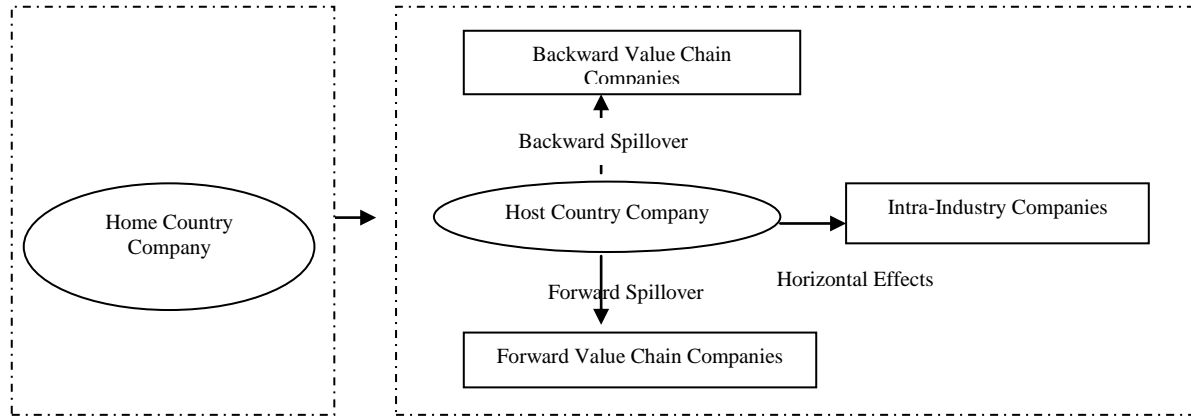 Backward Value Chain
Companies
Backward Spillover
Home Country
Company
Host Country Company
Intra-Industry Companies
Forward Spillover
Horizontal Effects
Forward Value Chain Companies